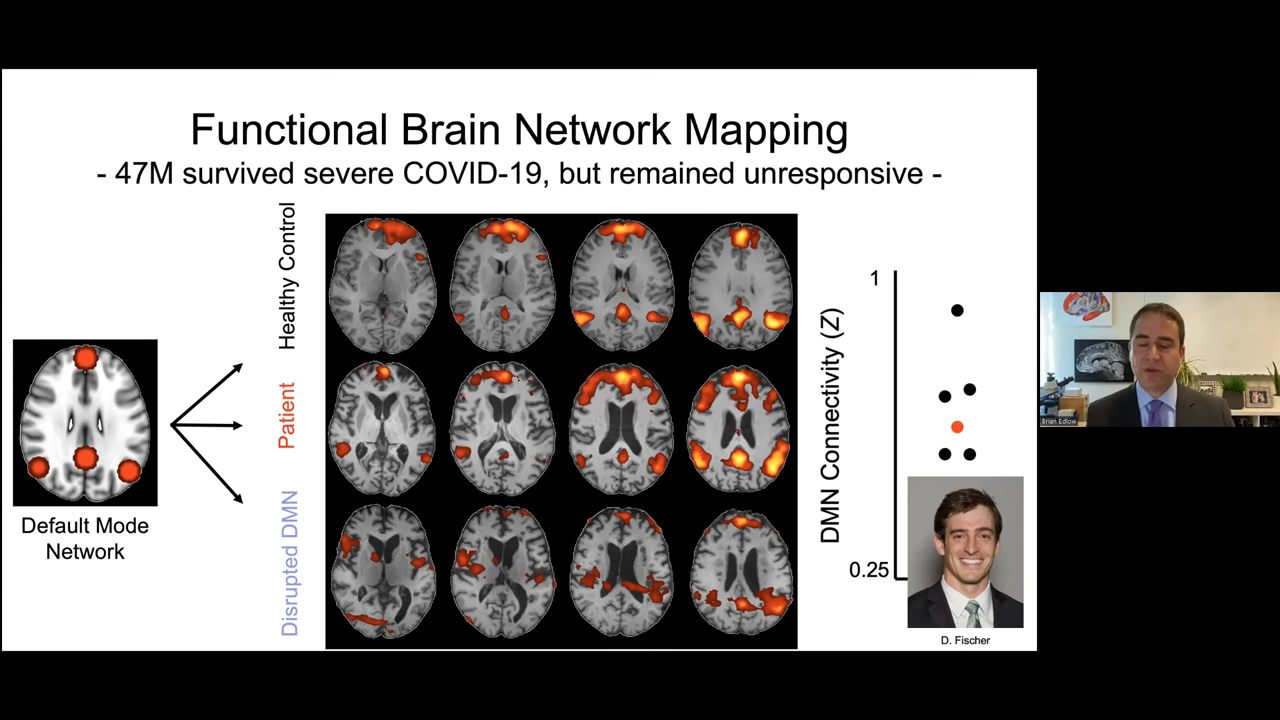 Functional Brain Network Mapping
- 47M survived severe COVID-19, but remained unresponsive -
Healthy Control
Patient
Disrupted DMN
Default Mode
Network
DMN Connectivity (Z)
1
0.25
D. Fischer
Brian Edlow